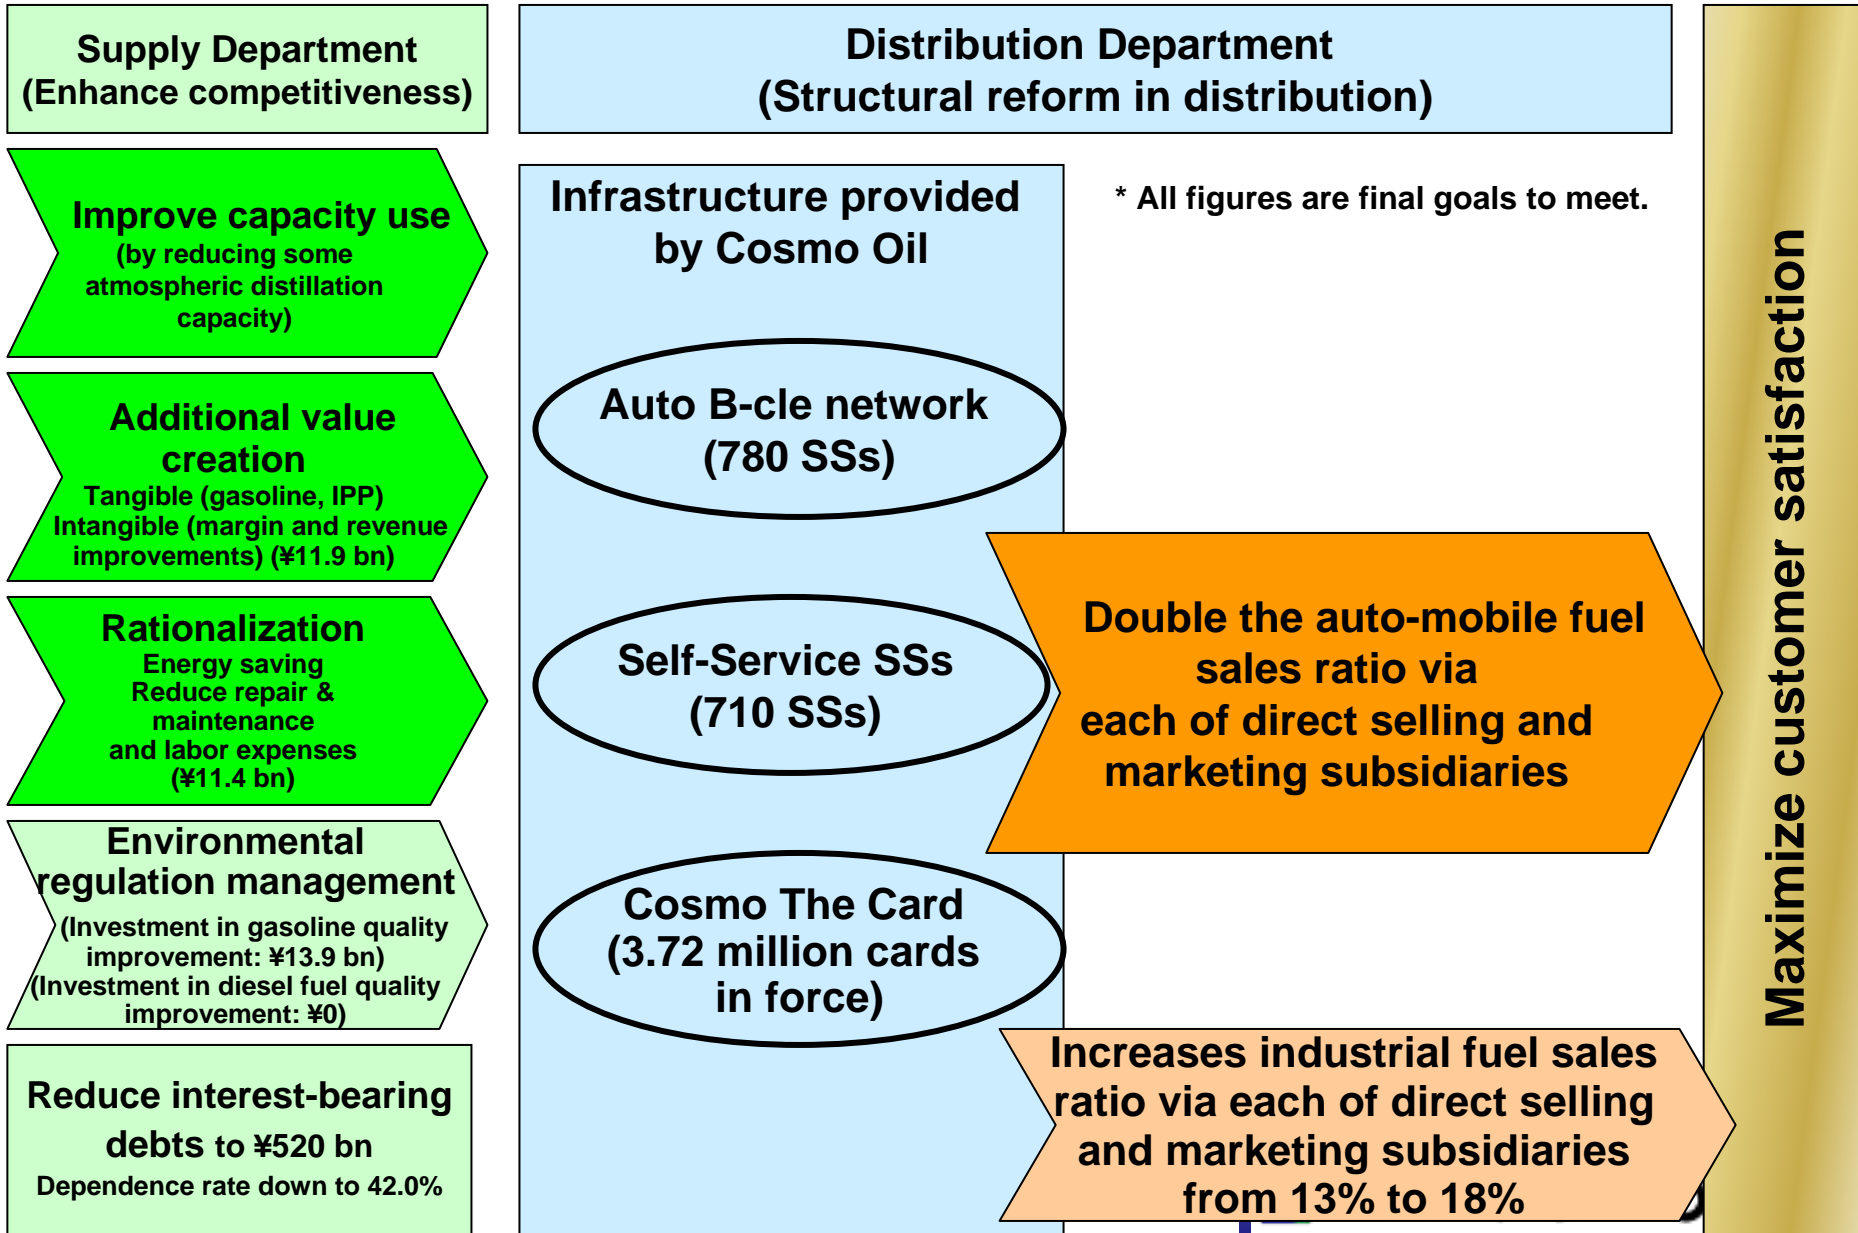 Supply Department
(Enhance competitiveness)
Distribution Department
(Structural reform in distribution)
Improve capacity use
(by reducing some
atmospheric distillation
capacity)
Additional value
creation
Tangible (gasoline, IPP)
Intangible (margin and revenue
improvements) (¥11.9 bn)
Rationalization
Energy saving
Reduce repair &
maintenance
and labor expenses
(¥11.4 bn)
Environmental
regulation management
(Investment in gasoline quality
improvement: ¥13.9 bn)
(Investment in diesel fuel quality
improvement: ¥0)
Reduce interest-bearing
debts to ¥520 bn
Dependence rate down to 42.0%
Infrastructure provided
by Cosmo Oil
Auto B-cle network
(780 SSs)
Self-Service SSs
(710 SSs)
Cosmo The Card
(3.72 million cards
in force)
* All figures are final goals to meet.
Double the auto-mobile fuel
sales ratio via
each of direct selling and
marketing subsidiaries
Increases industrial fuel sales
ratio via each of direct selling
and marketing subsidiaries
from 13% to 18%
Maximize customer satisfaction